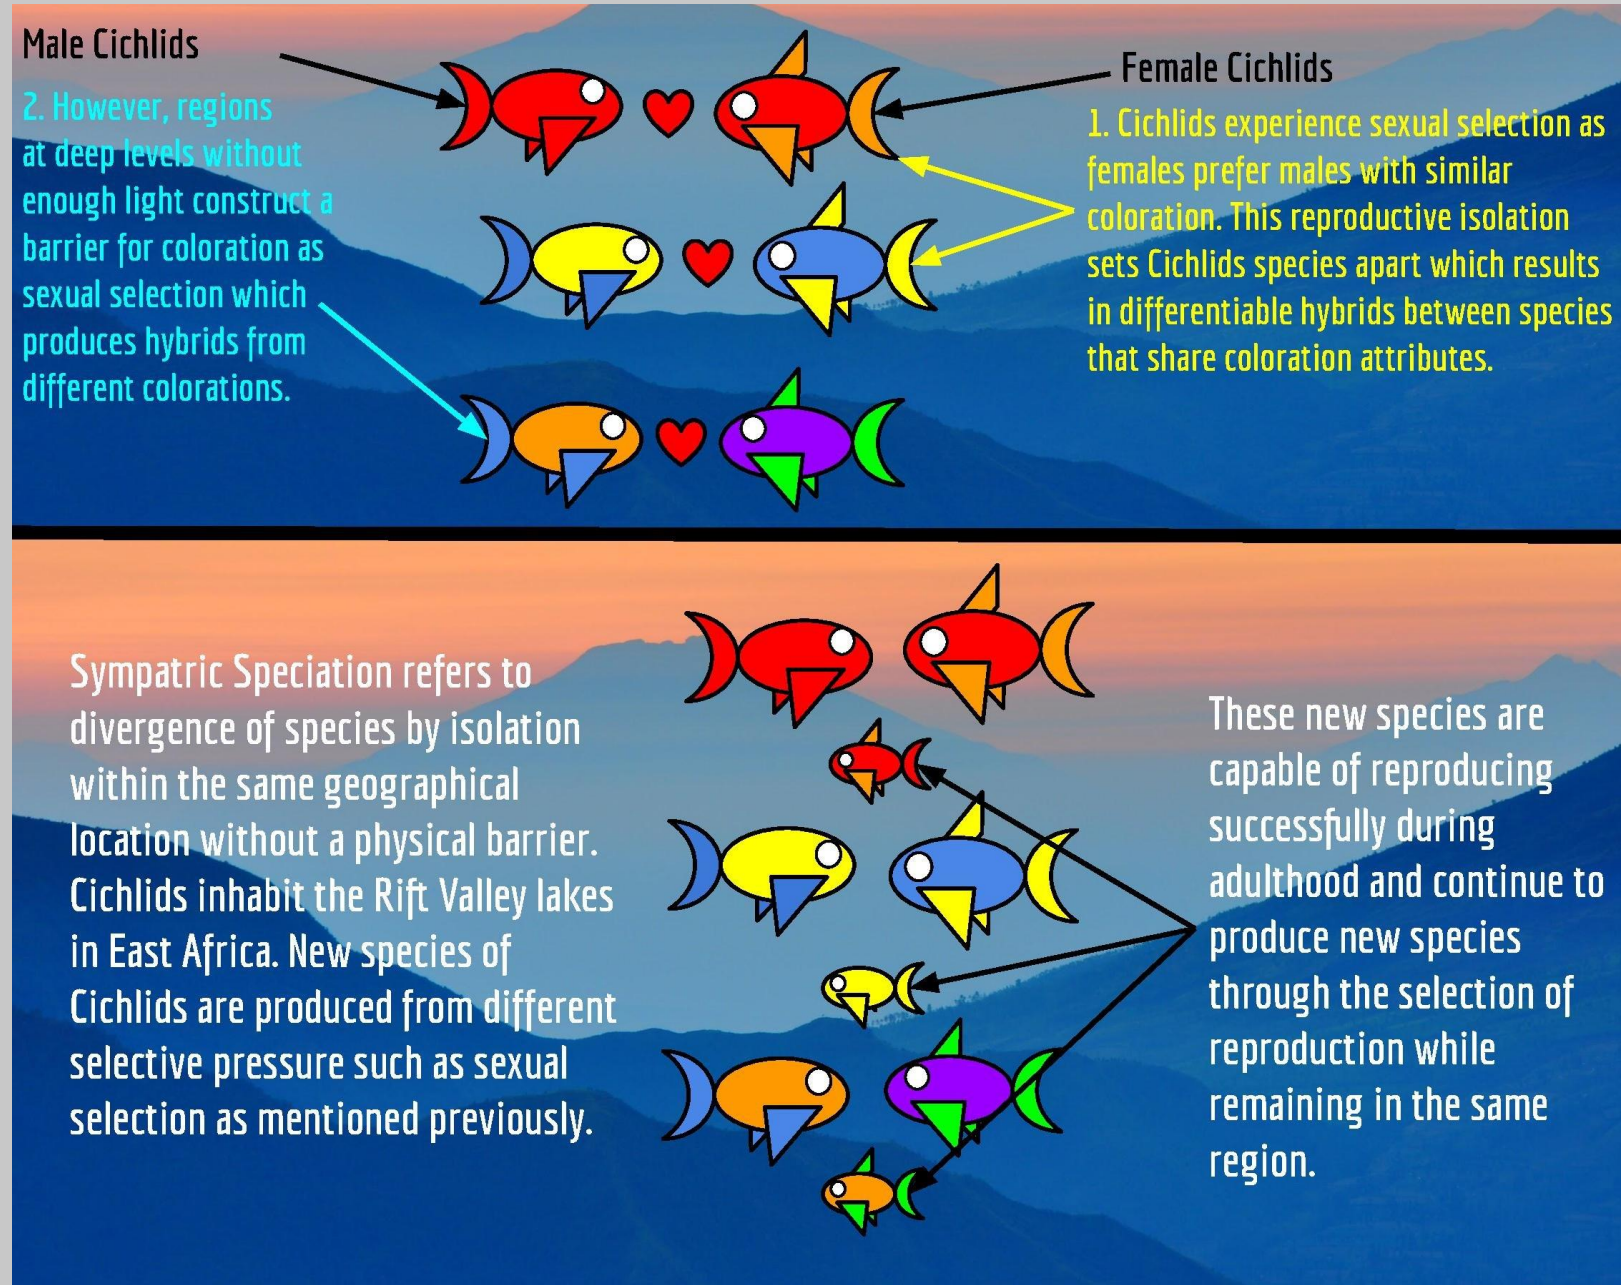 Male Cichlids
2. However, regions
at deep levels without
enough light construct a
barrier for coloration as
sexual selection which
produces hybrids from
different colorations.
Female Cichlids
1. Cichlids experience sexual selection as
females prefer males with similar
coloration. This reproductive isolation
sets Cichlids species apart which results
in differentiable hybrids between species
that share coloration attributes.
Sympatric Speciation refers to
divergence of species by isolation
within the same geographical
location without a physical barrier.
Cichlids inhabit the Rift Valley lakes
in East Africa. New species of
Cichlids are produced from different
selective pressure such as sexual
selection as mentioned previously.
These new species are
capable of reproducing
successfully during
adulthood and continue to
produce new species
through the selection of
reproduction while
remaining in the same
region.